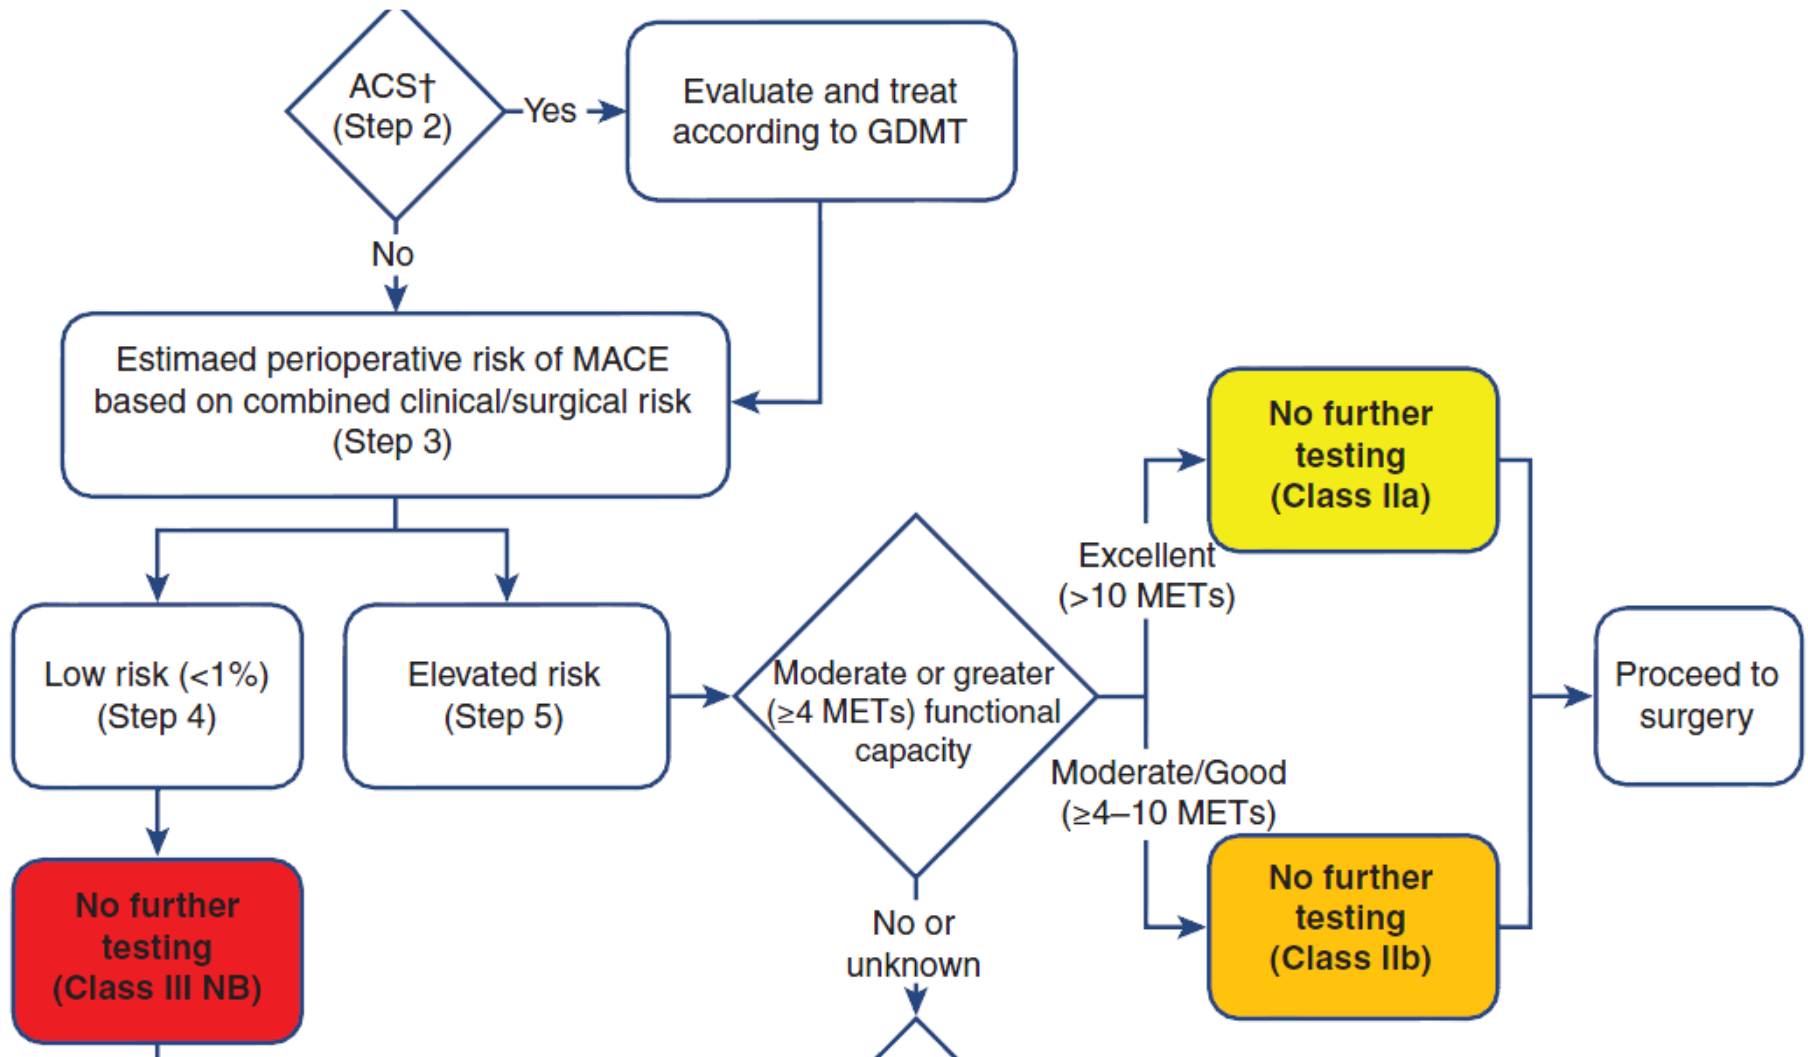 ACS†
(Step 2)
Yes
Evaluate and treat
according to GDMT
No
Estimaed perioperative risk of MACE
based on combined clinical/surgical risk
(Step 3)
Low risk (<1%)
(Step 4)
Elevated risk
(Step 5)
No further
testing
(Class III NB)
Moderate or greater
(≥4 METs) functional
capacity
No or
unknown
Excellent
(>10 METs)
No further
testing
(Class IIa)
Moderate/Good
(≥4–10 METs)
No further
testing
(Class IIb)
Proceed to
surgery